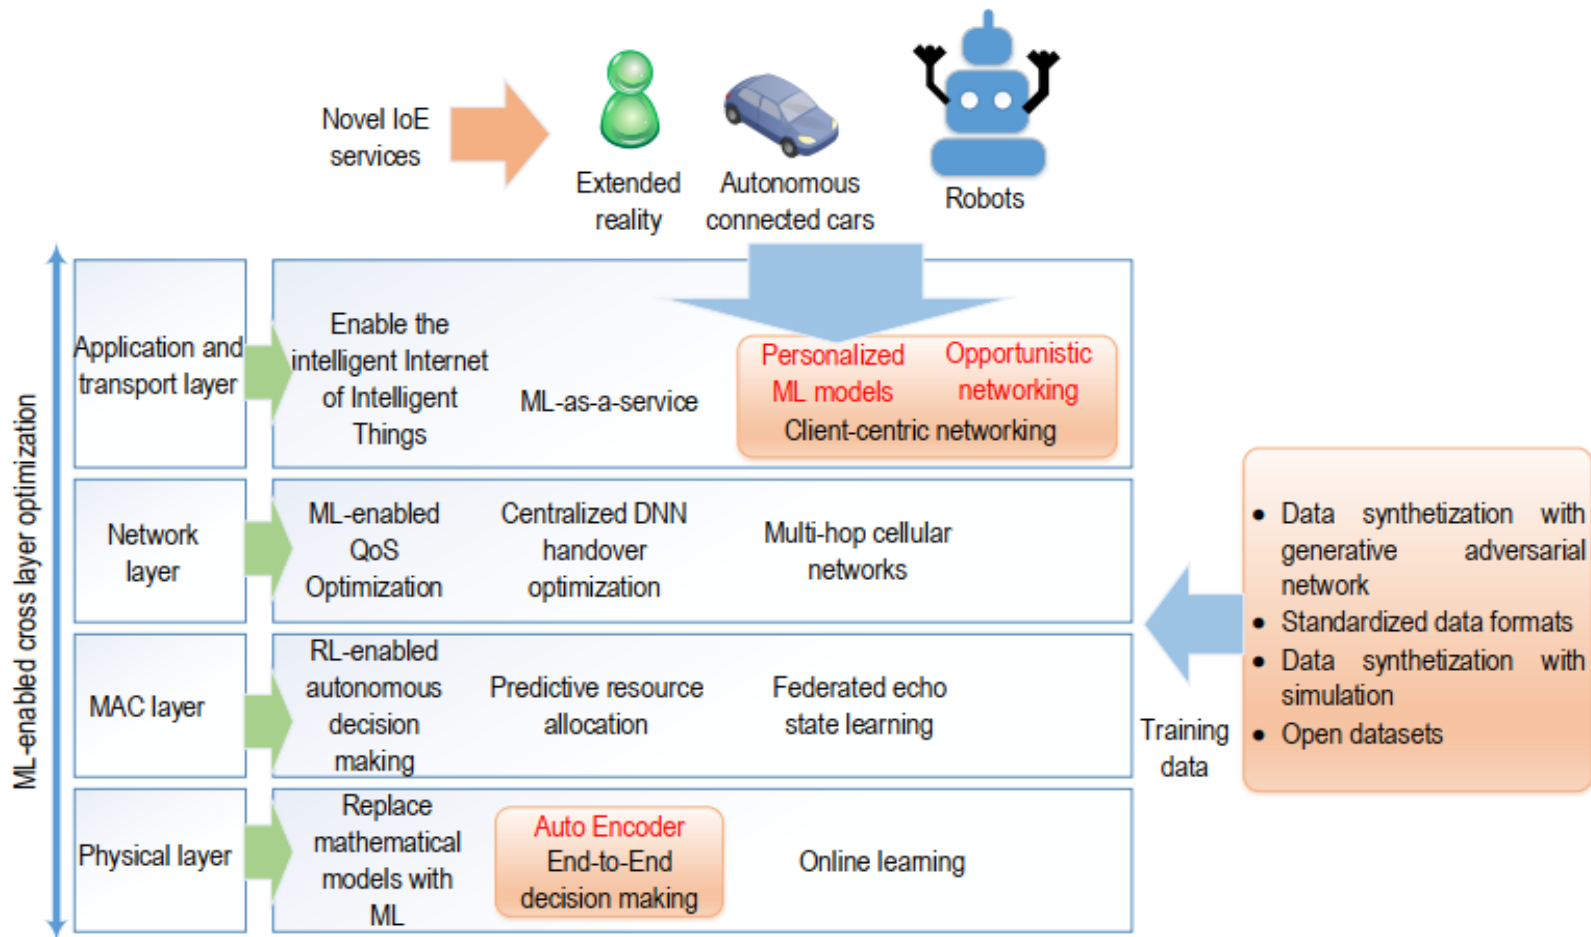 Novel IoE
services
Extended
reality
Autonomous
connected cars
Robots
ML-enabled cross layer optimization
Application and
transport layer
Enable the
intelligent Internet
of Intelligent
Things
ML-as-a-service
Personalized
ML models
Opportunistic
networking
Client-centric networking
Network
layer
ML-enabled
QoS
Optimization
Centralized DNN
handover
optimization
Multi-hop cellular
networks
MAC layer
RL-enabled
autonomous
decision
making
Predictive resource
allocation
Federated echo
state learning
Physical layer
Replace
mathematical
models with
ML
Auto Encoder
End-to-End
decision making
Online learning
Training
data
• Data synthetization with
generative adversarial
network
• Standardized data formats
• Data synthetization with
simulation
• Open datasets